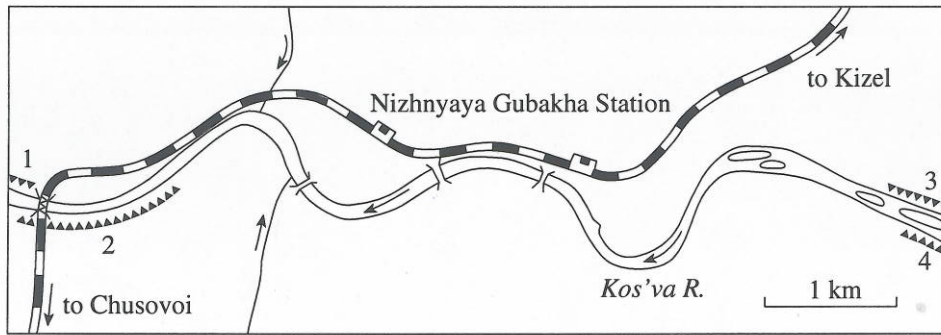 to Kizel
Nizhnyaya Gubakha Station
1
3
2
4
to Chusovoi
Kos'va R.
1 km